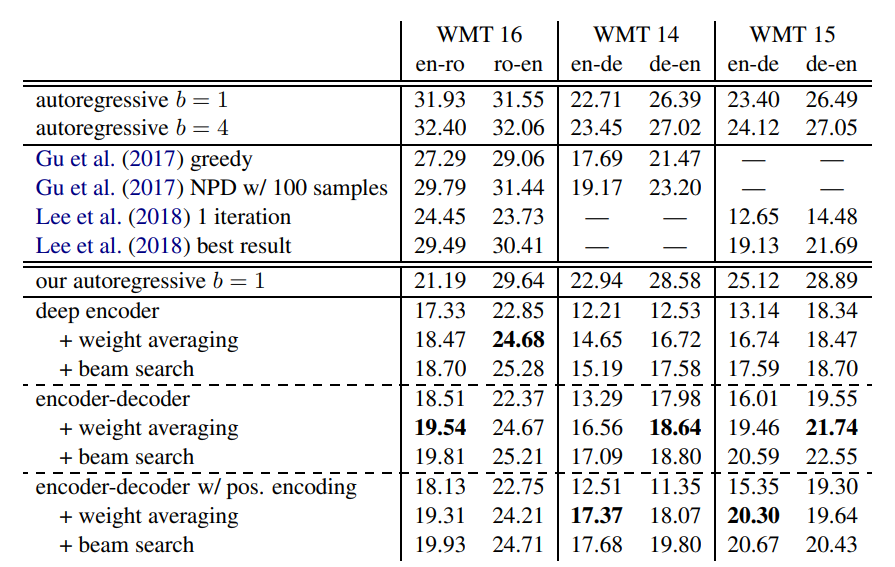 WMT 16 WMT 14 WMT 15
en-ro ro-en en-de de-en en-de de-en
autoregressive b = 1 31.93 31.55 22.71 26.39 23.40 26.49
autoregressive b = 4 32.40 32.06 23.45 27.02 24.12 27.05
Gu et al. (2017) greedy 27.29 29.06 17.69 21.47 — —
Gu et al. (2017) NPD w/ 100 samples 29.79 31.44 19.17 23.20 — —
Lee et al. (2018) 1 iteration 24.45 23.73 — — 12.65 14.48
Lee et al. (2018) best result 29.49 30.41 — — 19.13 21.69
our autoregressive b = 1 21.19 29.64 22.94 28.58 25.12 28.89
deep encoder 17.33 22.85 12.21 12.53 13.14 18.34
+ weight averaging 18.47 24.68 14.65 16.72 16.74 18.47
+ beam search 18.70 25.28 15.19 17.58 17.59 18.70
encoder-decoder 18.51 22.37 13.29 17.98 16.01 19.55
+ weight averaging 19.54 24.67 16.56 18.64 19.46 21.74
+ beam search 19.81 25.21 17.09 18.80 20.59 22.55
encoder-decoder w/ pos. encoding 18.13 22.75 12.51 11.35 15.35 19.30
+ weight averaging 19.31 24.21 17.37 18.07 20.30 19.64
+ beam search 19.93 24.71 17.68 19.80 20.67 20.43